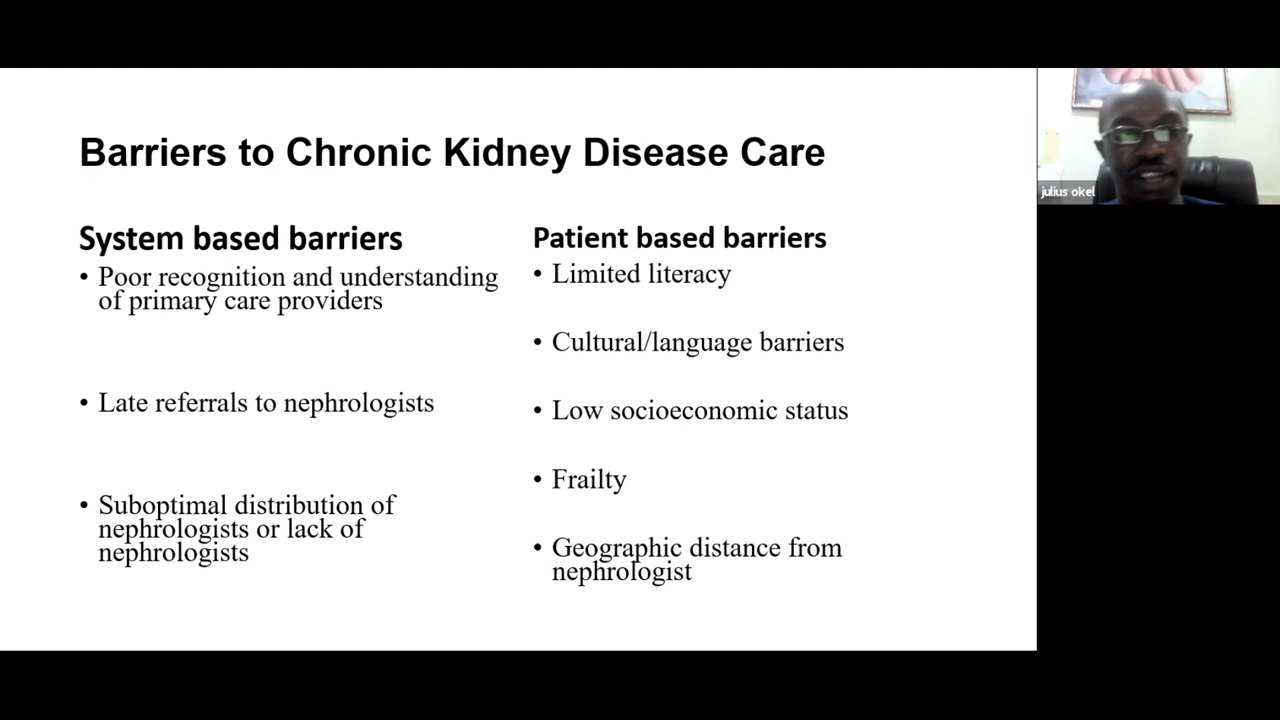 Barriers to Chronic Kidney Disease Care
System based barriers
• Poor recognition and understanding
of primary care providers
• Late referrals to nephrologists
• Suboptimal distribution of
nephrologists or lack of
nephrologists
Patient based barriers
• Limited literacy
• Cultural/language barriers
• Low socioeconomic status
• Frailty
• Geographic distance from
nephrologist
julius okel